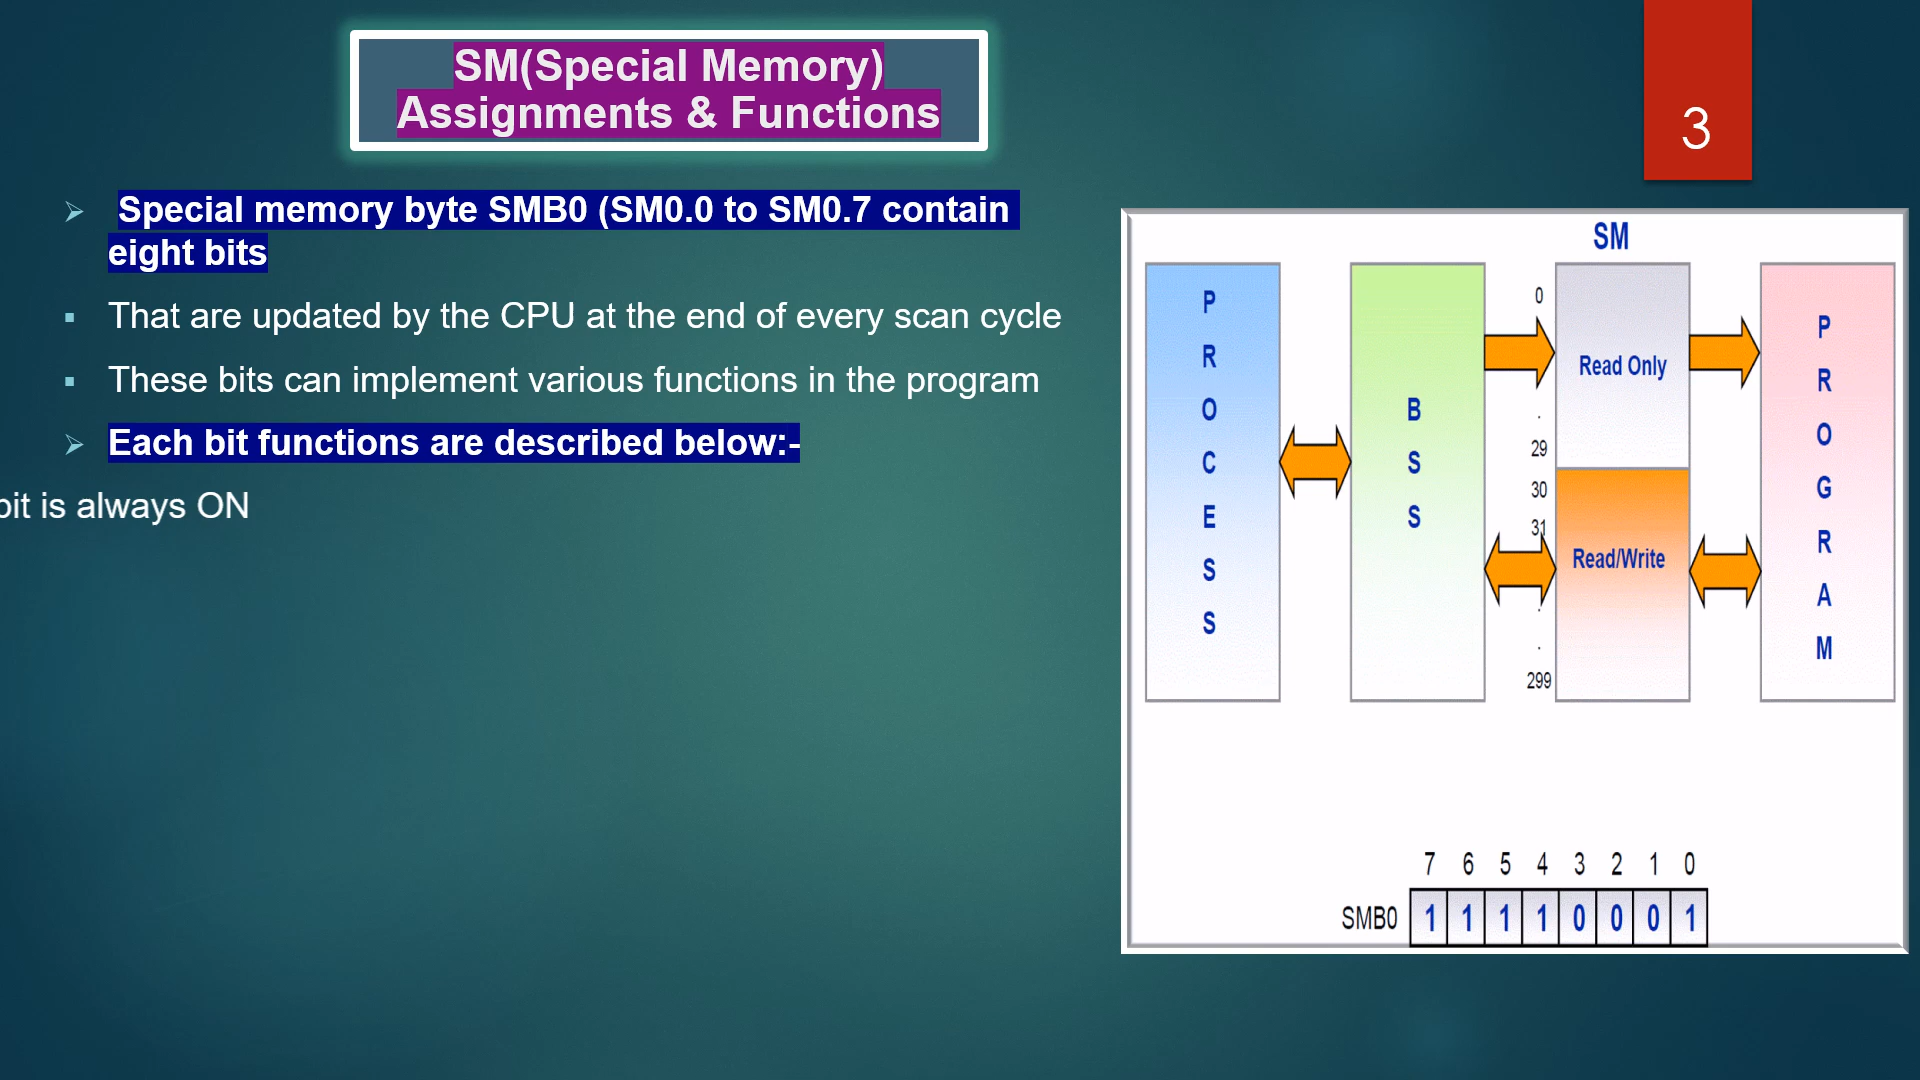 SM(Special Memory)
Assignments & Functions
3
Special memory byte SMB0 (SM0.0 to SM0.7 contain
eight bits
That are updated by the CPU at the end of every scan cycle
These bits can implement various functions in the program
Each bit functions are described below:-
bit is always ON
SM
PROCESS
BSS
0
.
29
30
31
.
.
299
Read Only
Read/Write
PROGRAM
7 6 5 4 3 2 1 0
SMB0 1 1 1 1 0 0 0 1